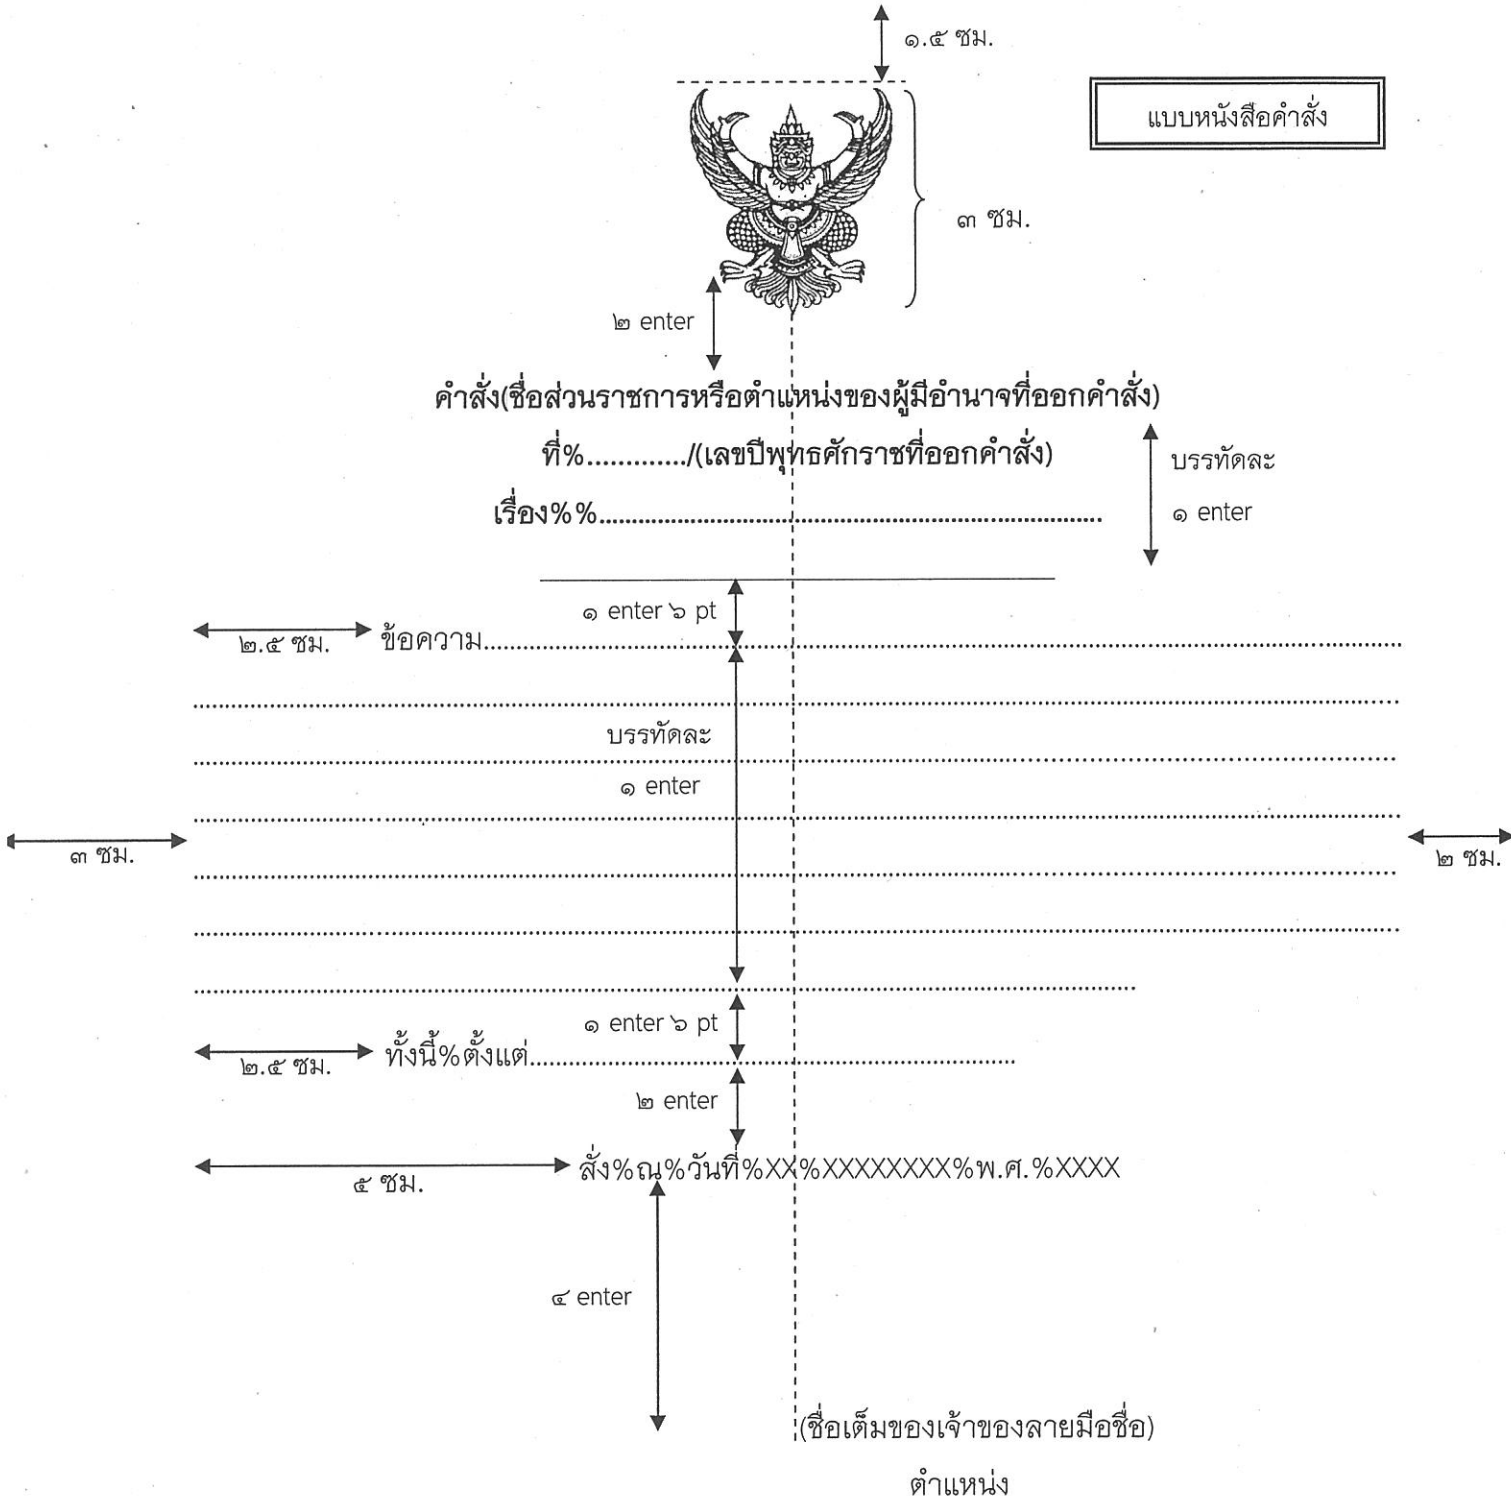 ๑.๕ ซม.
แบบหนังสือคำสั่ง
๓ ซม.
๒ enter
คำสั่ง(ชื่อส่วนราชการหรือตำแหน่งของผู้มีอำนาจที่ออกคำสั่ง)
ที่%............./(เลขปีพุทธศักราชที่ออกคำสั่ง)
บรรทัดละ
เรื่อง%%.............................................................................
๑ enter
๑ enter ๖ pt
๒.๕ ซม.
ข้อความ................................................................................
บรรทัดละ
๑ enter
๓ ซม.
๒ ซม.
๑ enter ๖ pt
๒.๕ ซม.
ทั้งนี้%ตั้งแต่..........................................................................
๒ enter
๕ ซม.
สั่ง%ณ%วันที่%XX%XXXXXXXX%พ.ศ.%XXXX
๔ enter
(ชื่อเต็มของเจ้าของลายมือชื่อ)
ตำแหน่ง